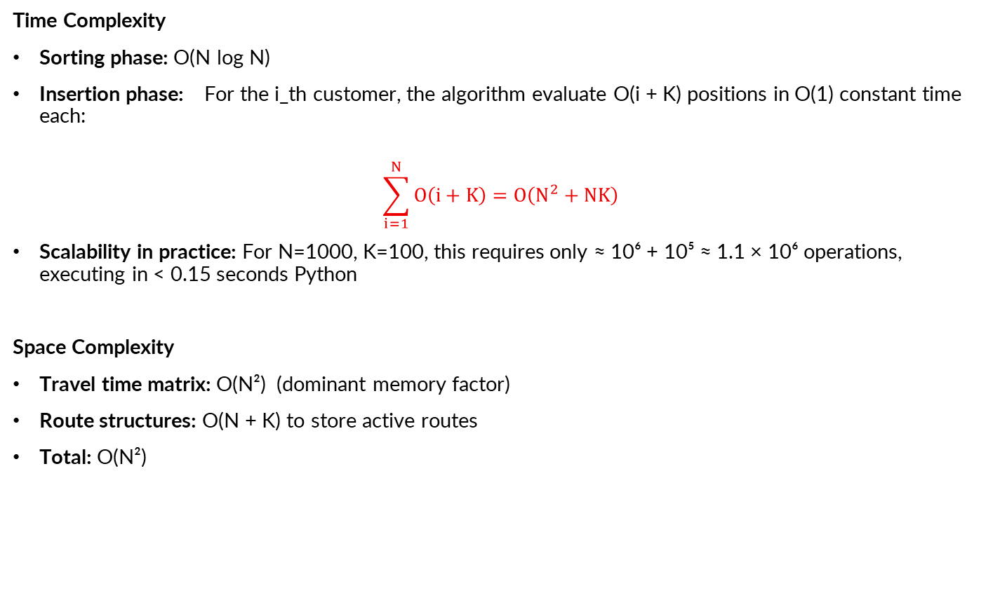 Time Complexity
• Sorting phase: O(N log N)
• Insertion phase: For the i_th customer, the algorithm evaluate O(i + K) positions in O(1) constant time
each:
N
∑ O(i + K) = O(N² + NK)
i=1
• Scalability in practice: For N=1000, K=100, this requires only ≈ 10⁶ + 10⁵ ≈ 1.1 × 10⁶ operations,
executing in < 0.15 seconds Python
Space Complexity
• Travel time matrix: O(N²) (dominant memory factor)
• Route structures: O(N + K) to store active routes
• Total: O(N²)